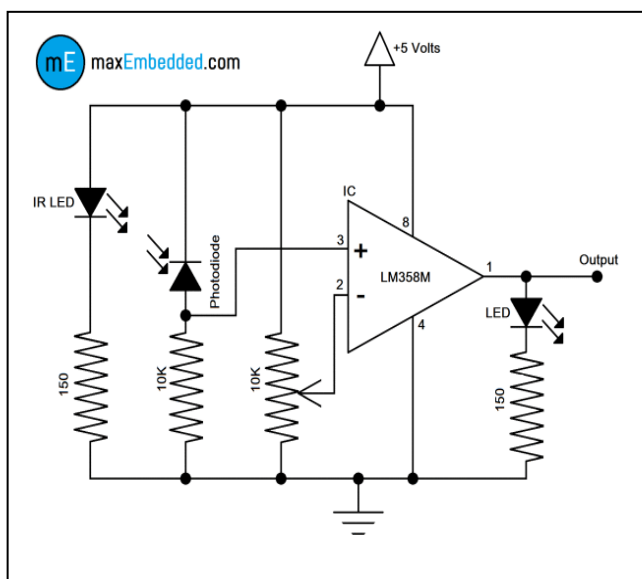 mE maxEmbedded.com
+5 Volts
IR LED
Photodiode
IC
8
3
+
LM358M
2
-
4
1
Output
LED
150
10K
10K
150